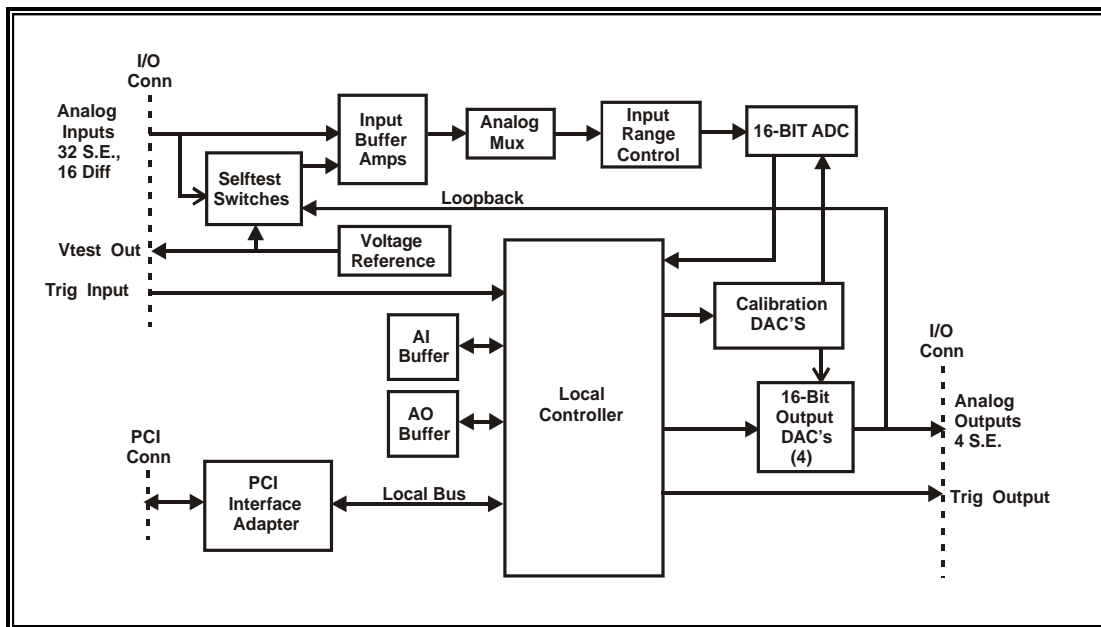 I/O
Conn
Analog
Inputs
32 S.E.,
16 Diff
Input
Buffer
Amps
Analog
Mux
Input
Range
Control
16-BIT ADC
Selftest
Switches
Loopback
Vtest Out
Voltage
Reference
Trig Input
Calibration
DAC'S
AI
Buffer
I/O
Conn
Local
Controller
AO
Buffer
16-Bit
Output
DAC's
(4)
Analog
Outputs
4 S.E.
PCI
Conn
PCI
Interface
Adapter
Local Bus
Trig Output